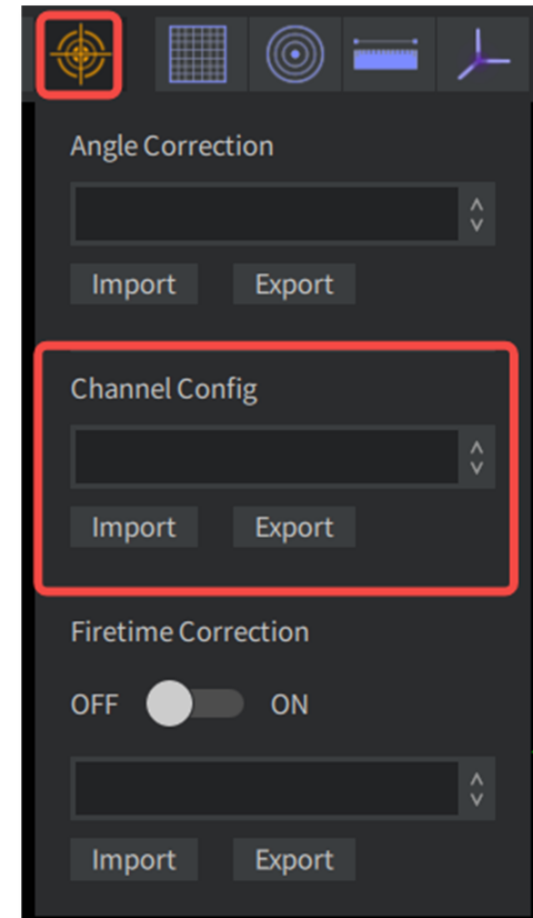 Angle Correction
Import Export
Channel Config
Import Export
Firetime Correction
OFF ON
Import Export